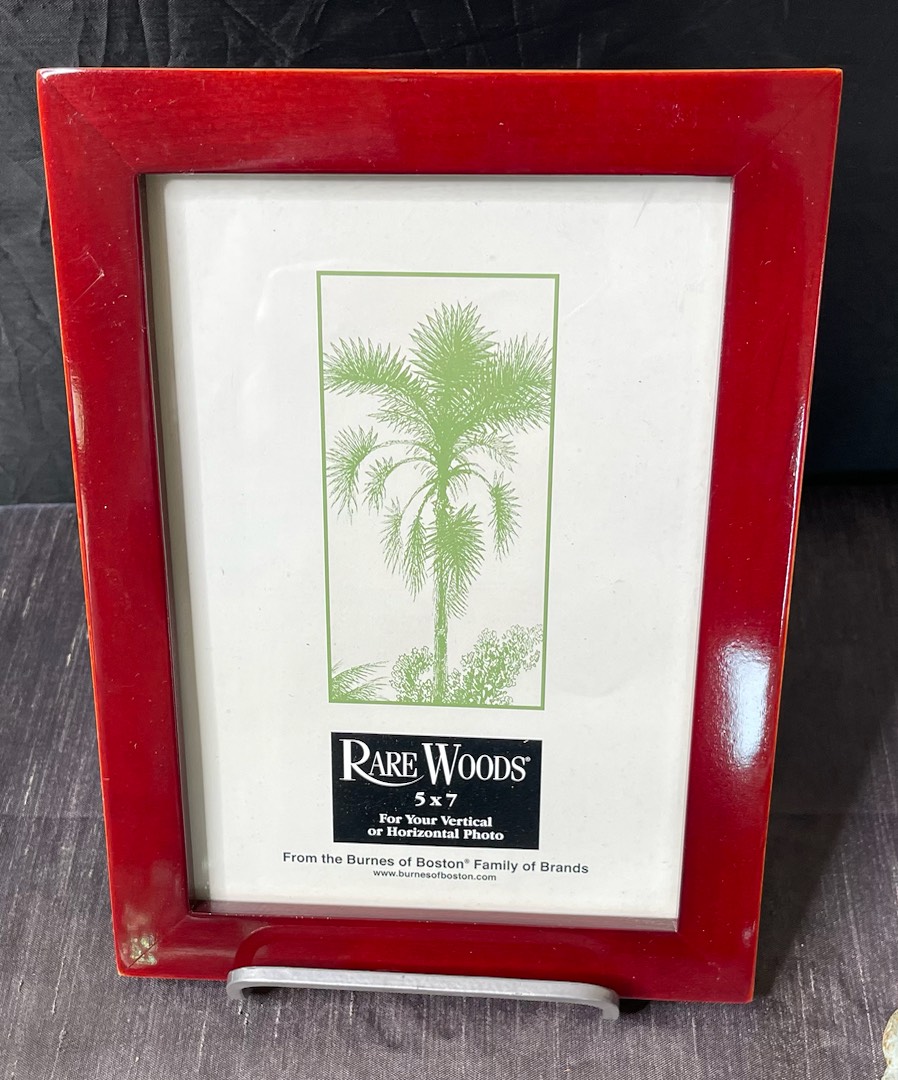 RARE WOODS®
5 x 7
For Your Vertical
or Horizontal Photo
From the Burnes of Boston® Family of Brands
www.burnesofboston.com